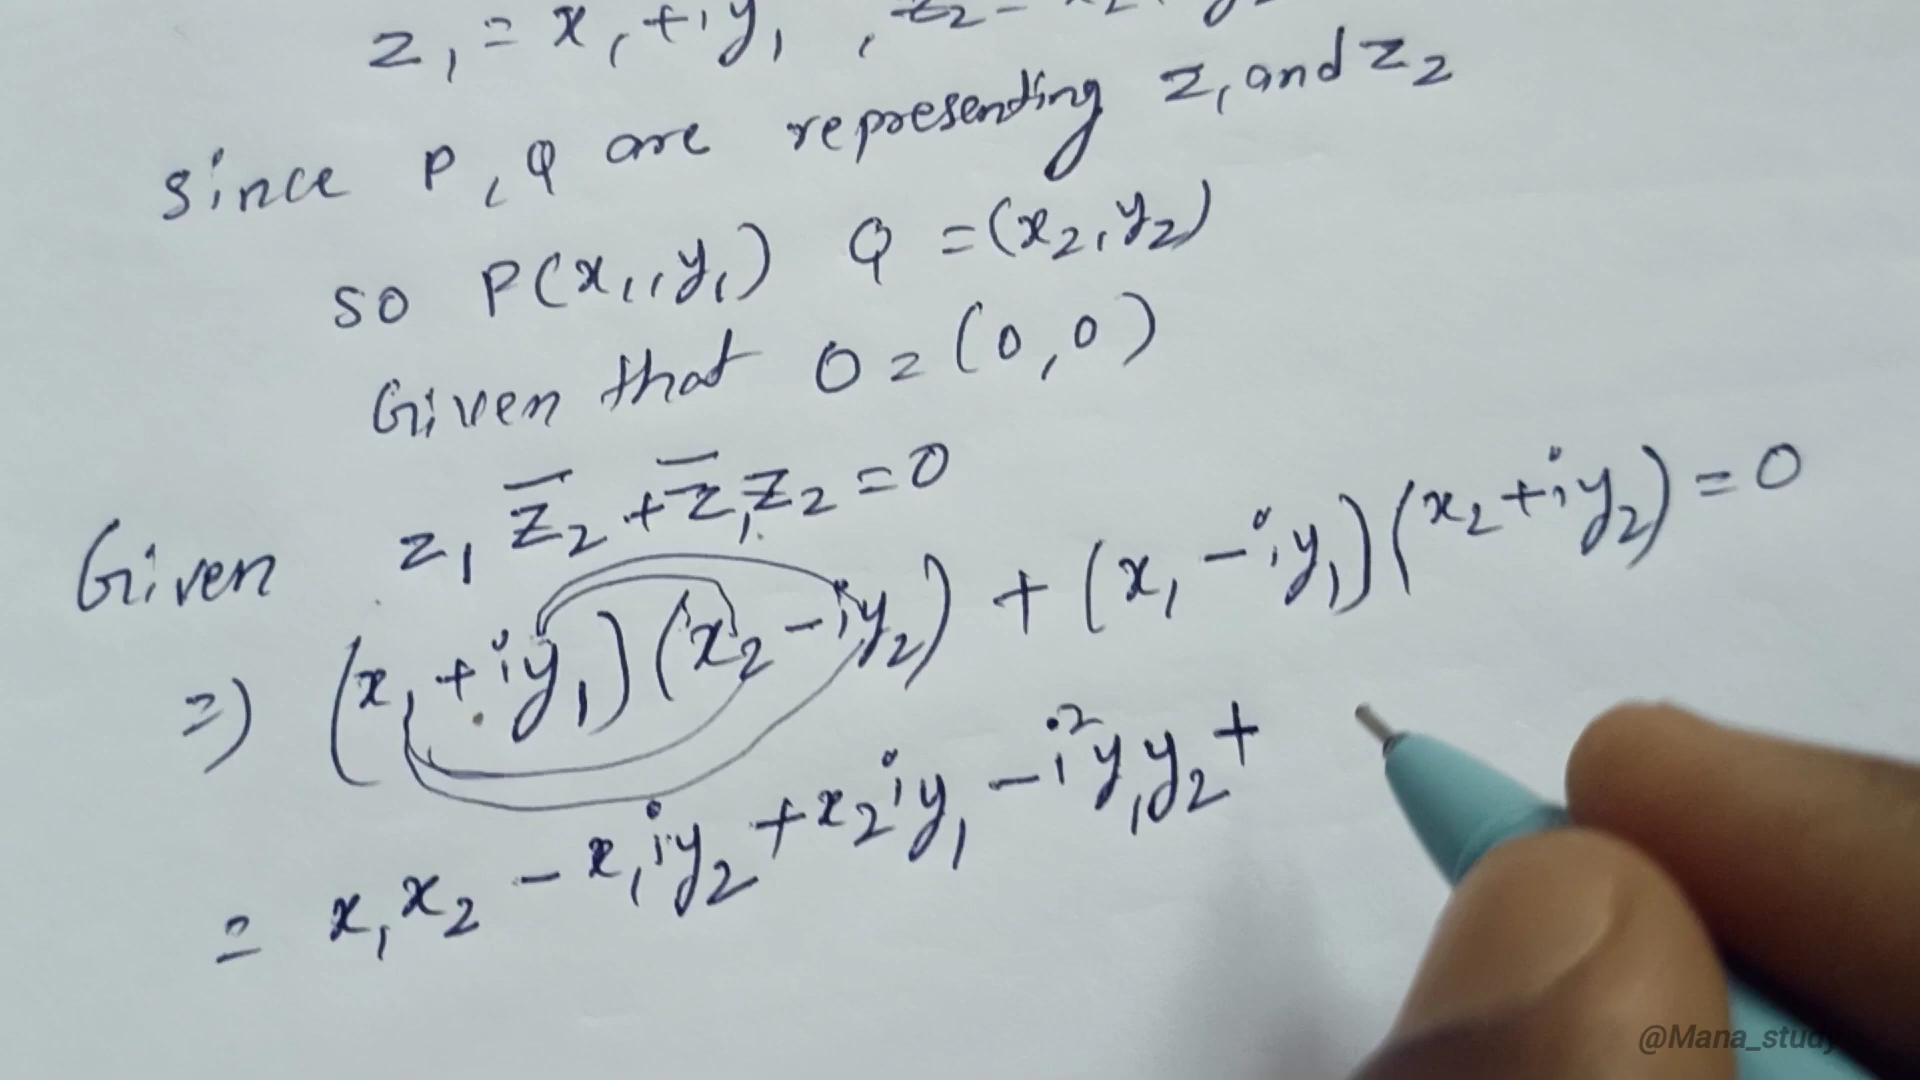 z₁ = x₁ + iy₁ , z₂ =
Since P, Q are representing z₁ and z₂
so P(x₁, y₁) Q = (x₂, y₂)
Given that O = (0, 0)
Given z₁ z̅₂ + z̅₁ z₂ = 0
⇒ (x₁ + iy₁)(x₂ - iy₂) + (x₁ - iy₁)(x₂ + iy₂) = 0
= x₁x₂ - x₁iy₂ + x₂iy₁ - i²y₁y₂ +
@Mana_study